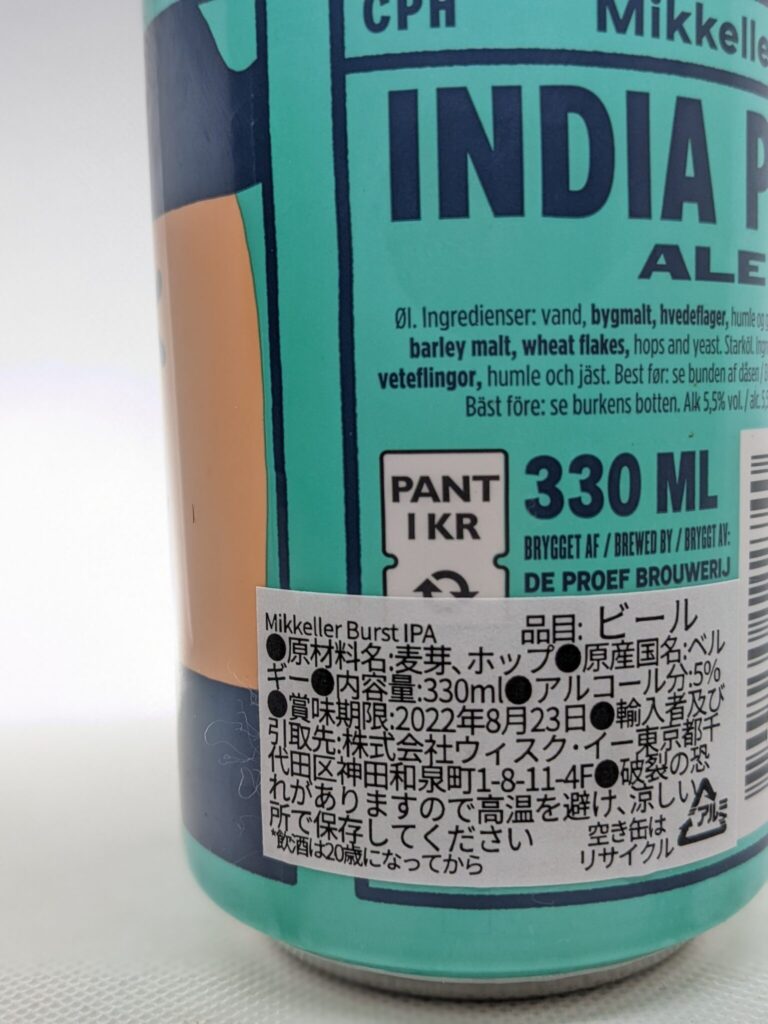 CPH
Mikkelle
INDIA P
ALE
Øl. Ingredienser: vand, bygmalt, hvedeflager, humle og g
barley malt, wheat flakes, hops and yeast. Starköl. Ingr
veteflingor, humle och jäst. Best før: se bunden af dåsen / B
Bäst före: se burkens botten. Alk 5,5% vol. / alc. 5,5
PANT
1 KR
330 ML
BRYGGET AF / BREWED BY / BRYGGT AV:
DE PROEF BROUWERIJ
Mikkeller Burst IPA 品目: ビール
●原材料名:麦芽、ホップ●原産国名:ベル
ギー●内容量:330ml●アルコール分:5%
●賞味期限:2022年8月23日●輸入者及び
引取先:株式会社ウィスク・イー東京都千
代田区神田和泉町1-8-11-4F●破裂の恐
れがありますので高温を避け、涼しい
所で保存してください
*飲酒は20歳になってから
空き缶は
リサイクル
アルミ